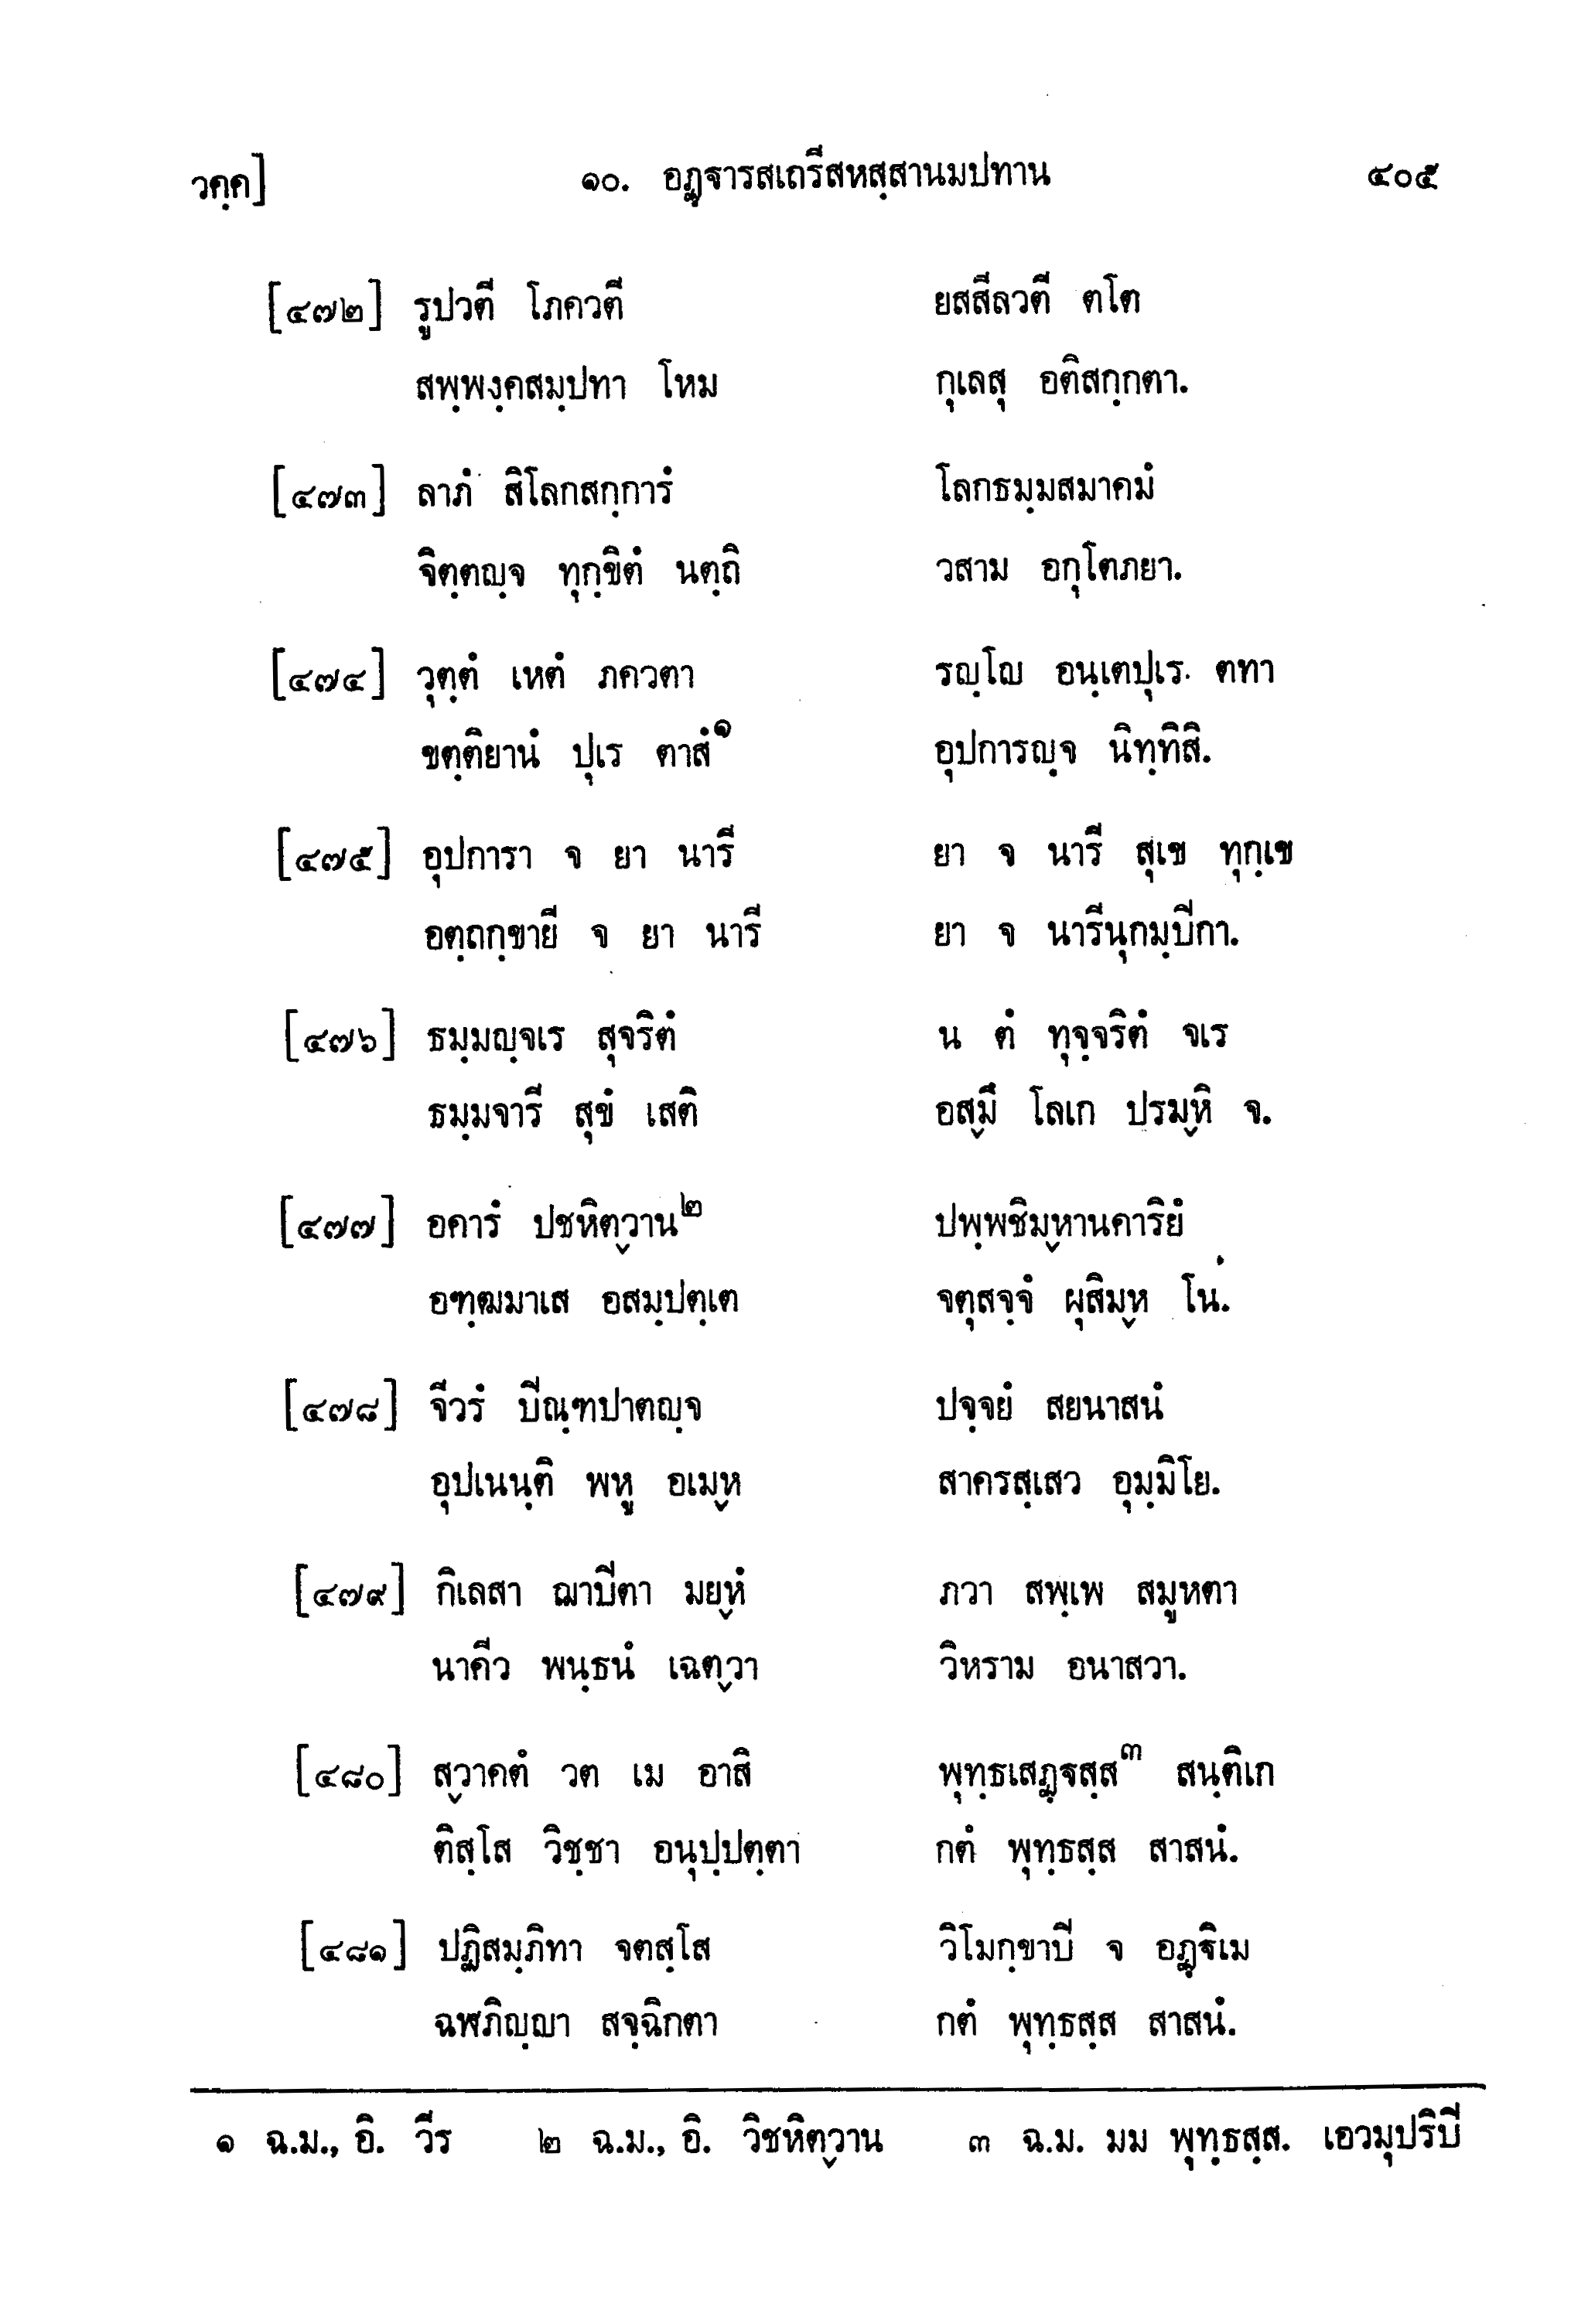 วคฺค] ๑๐. อฏฺฐารสเถรีสหสฺสานมปทาน ๔๐๕
[๔๗๒] รูปวตี โภควตี ยสสีลวตี ตโต
สพฺพงฺคสมฺปทา โหม กุเลสุ อติสกฺกตา.
[๔๗๓] ลาภํ สิโลกสกฺการํ โลกธมฺมสมาคมํ
จิตฺตญฺจ ทุกฺขิตํ นตฺถิ วสาม อกุโตภยา.
[๔๗๔] วุตฺตํ เหตํ ภควตา รญฺโญ อนฺเตปุเร ตทา
ขตฺติยานํ ปุเร ตาสํ๑ อุปการญฺจ นิทฺทิสิ.
[๔๗๕] อุปการา จ ยา นารี ยา จ นารี สุเข ทุกฺเข
อตฺถกฺขายี จ ยา นารี ยา จ นารีนุกมฺปิกา.
[๔๗๖] ธมฺมญฺจเร สุจริตํ น ตํ ทุจฺจริตํ จเร
ธมฺมจารี สุขํ เสติ อสฺมึ โลเก ปรมฺหิ จ.
[๔๗๗] อคารํ ปชหิตฺวาน๒ ปพฺพชิมฺหานคาริยํ
อฑฺฒมาเส อสมฺปตฺเต จตุสจฺจํ ผุสิมฺห โน.
[๔๗๘] จีวรํ ปิณฺฑปาตญฺจ ปจฺจยํ สยนาสนํ
อุปเนนฺติ พหู อเมฺห สาครสฺเสว อุมฺมิโย.
[๔๗๙] กิเลสา ฌาปิตา มยฺหํ ภวา สพฺเพ สมูหตา
นาคีว พนฺธนํ เฉตฺวา วิหราม อนาสวา.
[๔๘๐] สฺวาคตํ วต เม อาสิ พุทฺธเสฏฺฐสฺส๓ สนฺติเก
ติสฺโส วิชฺชา อนุปฺปตฺตา กตํ พุทฺธสฺส สาสนํ.
[๔๘๑] ปฏิสมฺภิทา จตสฺโส วิโมกฺขาปิ จ อฏฺฐิเม
ฉฬภิญฺญา สจฺฉิกตา กตํ พุทฺธสฺส สาสนํ.
๑ ฉ.ม., อิ. วีร ๒ ฉ.ม., อิ. วิชหิตฺวาน ๓ ฉ.ม. มม พุทฺธสฺส. เอวมุปริปิ